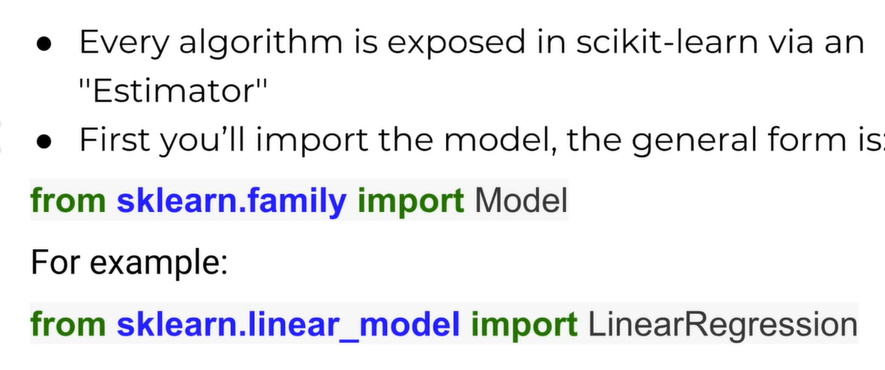 ● Every algorithm is exposed in scikit-learn via an
"Estimator"
● First you’ll import the model, the general form is:
from sklearn.family import Model
For example:
from sklearn.linear_model import LinearRegression